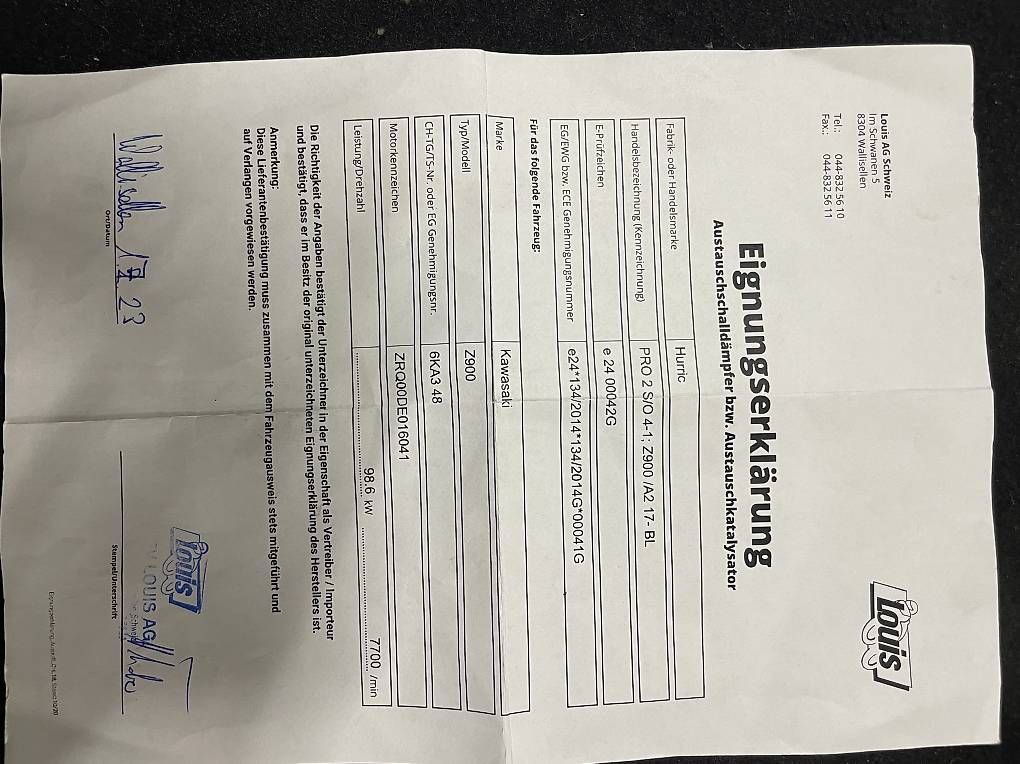 Louis AG Schweiz
Im Schwanen 5
8304 Wallisellen
Tel.: 044-832 56 10
Fax.: 044-832 56 11
Louis
Eignungserklärung
Austauschschalldämpfer bzw. Austauschkatalysator
Fabrik- oder Handelsmarke Hurric
Handelsbezeichnung (Kennzeichnung) PRO 2 S/O 4-1; Z900 /A2 17- BL
E-Prüfzeichen e 24 00042G
EG/EWG bzw. ECE Genehmigungsnummer e24*134/2014*134/2014G*00041G
Für das folgende Fahrzeug:
Marke Kawasaki
Typ/Modell Z900
CH-TG/TS-Nr. oder EG Genehmigungsnr. 6KA3 48
Motorkennzeichen ZRQ00DE016041
Leistung/Drehzahl 98.6 kW 7700 /min
Die Richtigkeit der Angaben bestätigt der Unterzeichner in der Eigenschaft als Vertreiber / Importeur
und bestätigt, dass er im Besitz der original unterzeichneten Eignungserklärung des Herstellers ist.
Anmerkung:
Diese Lieferantenbestätigung muss zusammen mit dem Fahrzeugausweis stets mitgeführt und
auf Verlangen vorgewiesen werden.
Louis
LOUIS AG
Wallisellen 1.7. 23
Ort/Datum
Stempel/Unterschrift